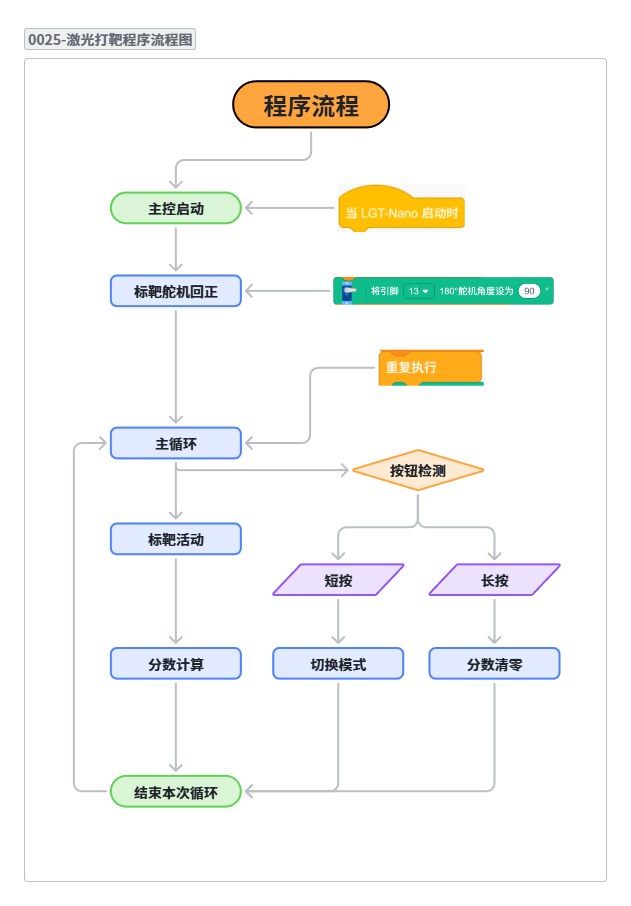 0025-激光打靶程序流程图
程序流程
主控启动
当 LGT-Nano 启动时
标靶舵机回正
将引脚 13 180°舵机角度设为 90 °
重复执行
主循环
按钮检测
标靶活动
短按
长按
分数计算
切换模式
分数清零
结束本次循环